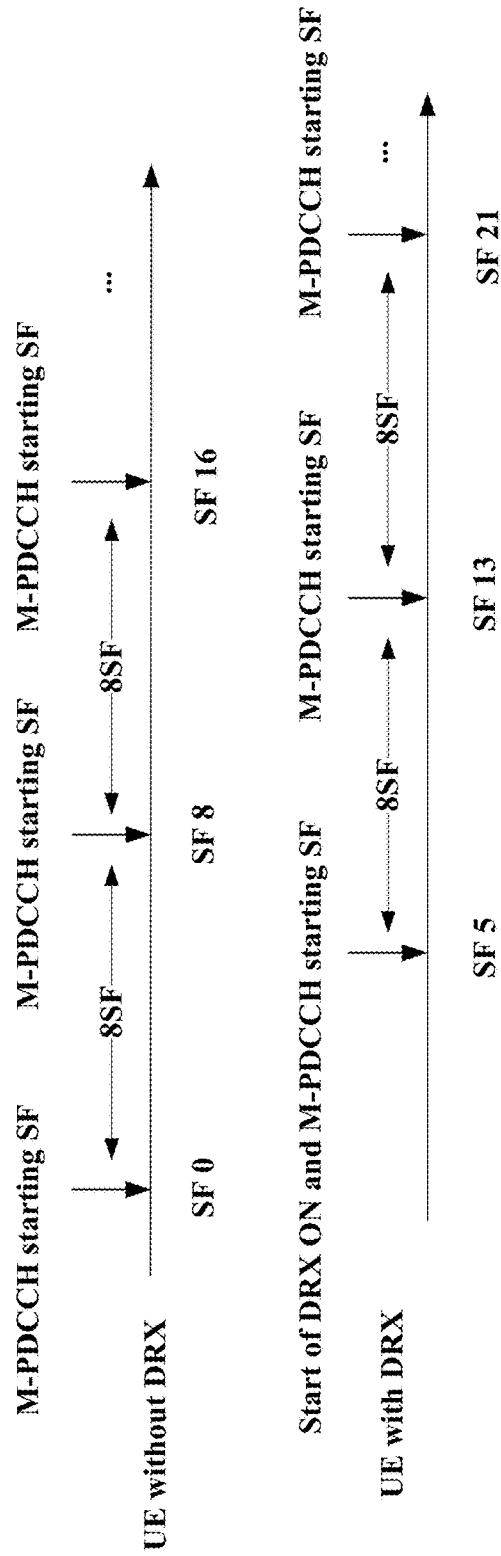 M-PDCCH starting SF
M-PDCCH starting SF
M-PDCCH starting SF
8SF
8SF
...
SF 0
SF 8
SF 16
UE without DRX
Start of DRX ON and M-PDCCH starting SF
M-PDCCH starting SF
M-PDCCH starting SF
8SF
8SF
...
UE with DRX
SF 5
SF 13
SF 21